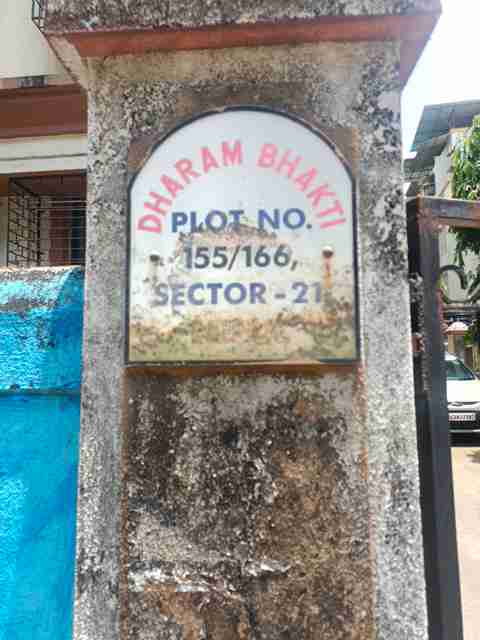 DHARAM BHAKTI
PLOT NO.
155/166,
SECTOR - 21